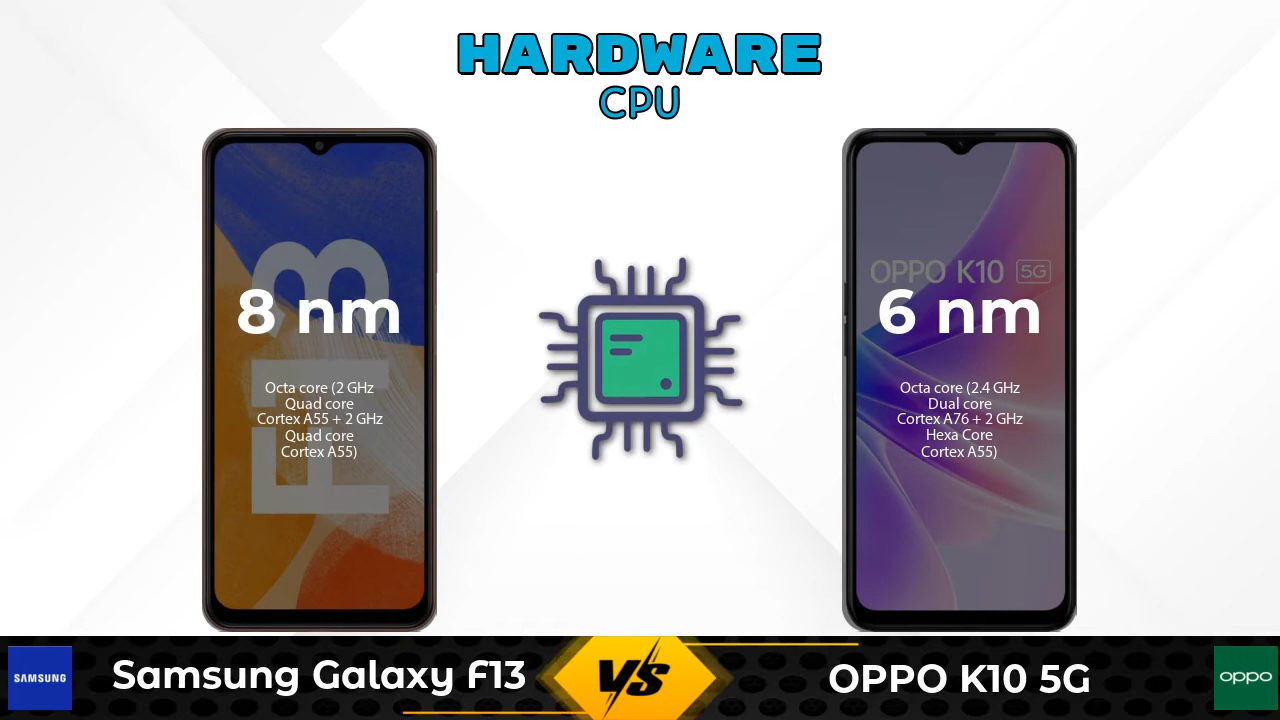 HARDWARE
CPU
F13
8 nm
Octa core (2 GHz
Quad core
Cortex A55 + 2 GHz
Quad core
Cortex A55)
OPPO K10 5G
6 nm
Octa core (2.4 GHz
Dual core
Cortex A76 + 2 GHz
Hexa Core
Cortex A55)
SAMSUNG
Samsung Galaxy F13
VS
OPPO K10 5G
oppo